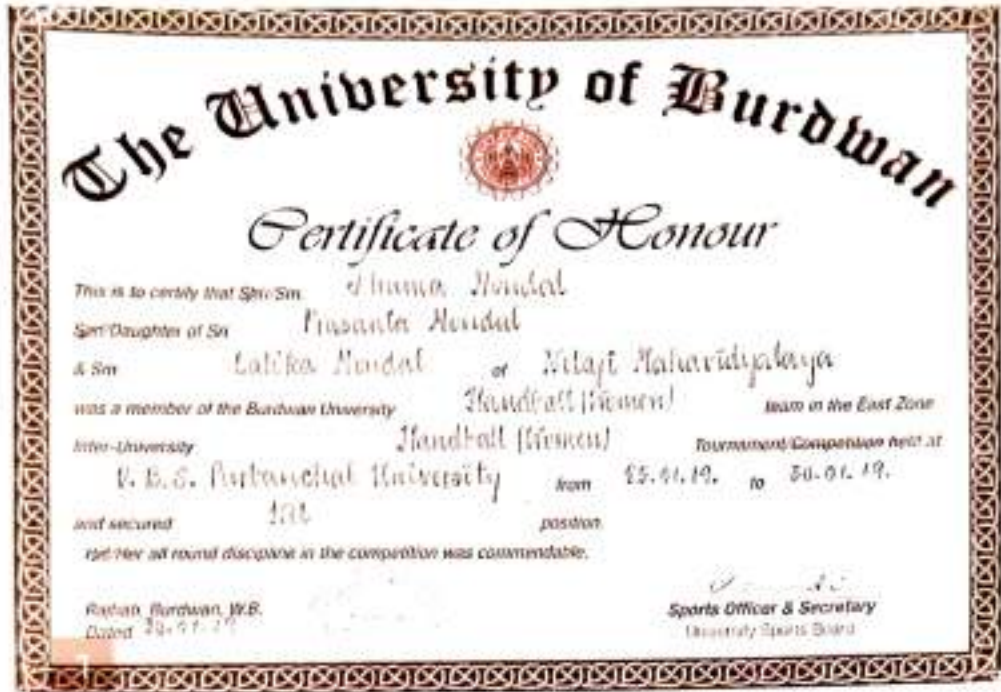 The University of Burdwan
Certificate of Honour
This is to certify that Sri/Sm. Mondal
Son/Daughter of Sri Prasanta Mondal
& Sm Latika Mondal of Netaji Mahavidyalaya
was a member of the Burdwan University Handball (Women) team in the East Zone
Inter-University Handball (Women) Tournament/Competition held at
V. B. S. Purbanchal University from 25.01.19. to 30.01.19.
and secured position.
His/Her all round discipline in the competition was commendable.
Rajbati, Burdwan, W.B.
Dated
Sports Officer & Secretary
University Sports Board